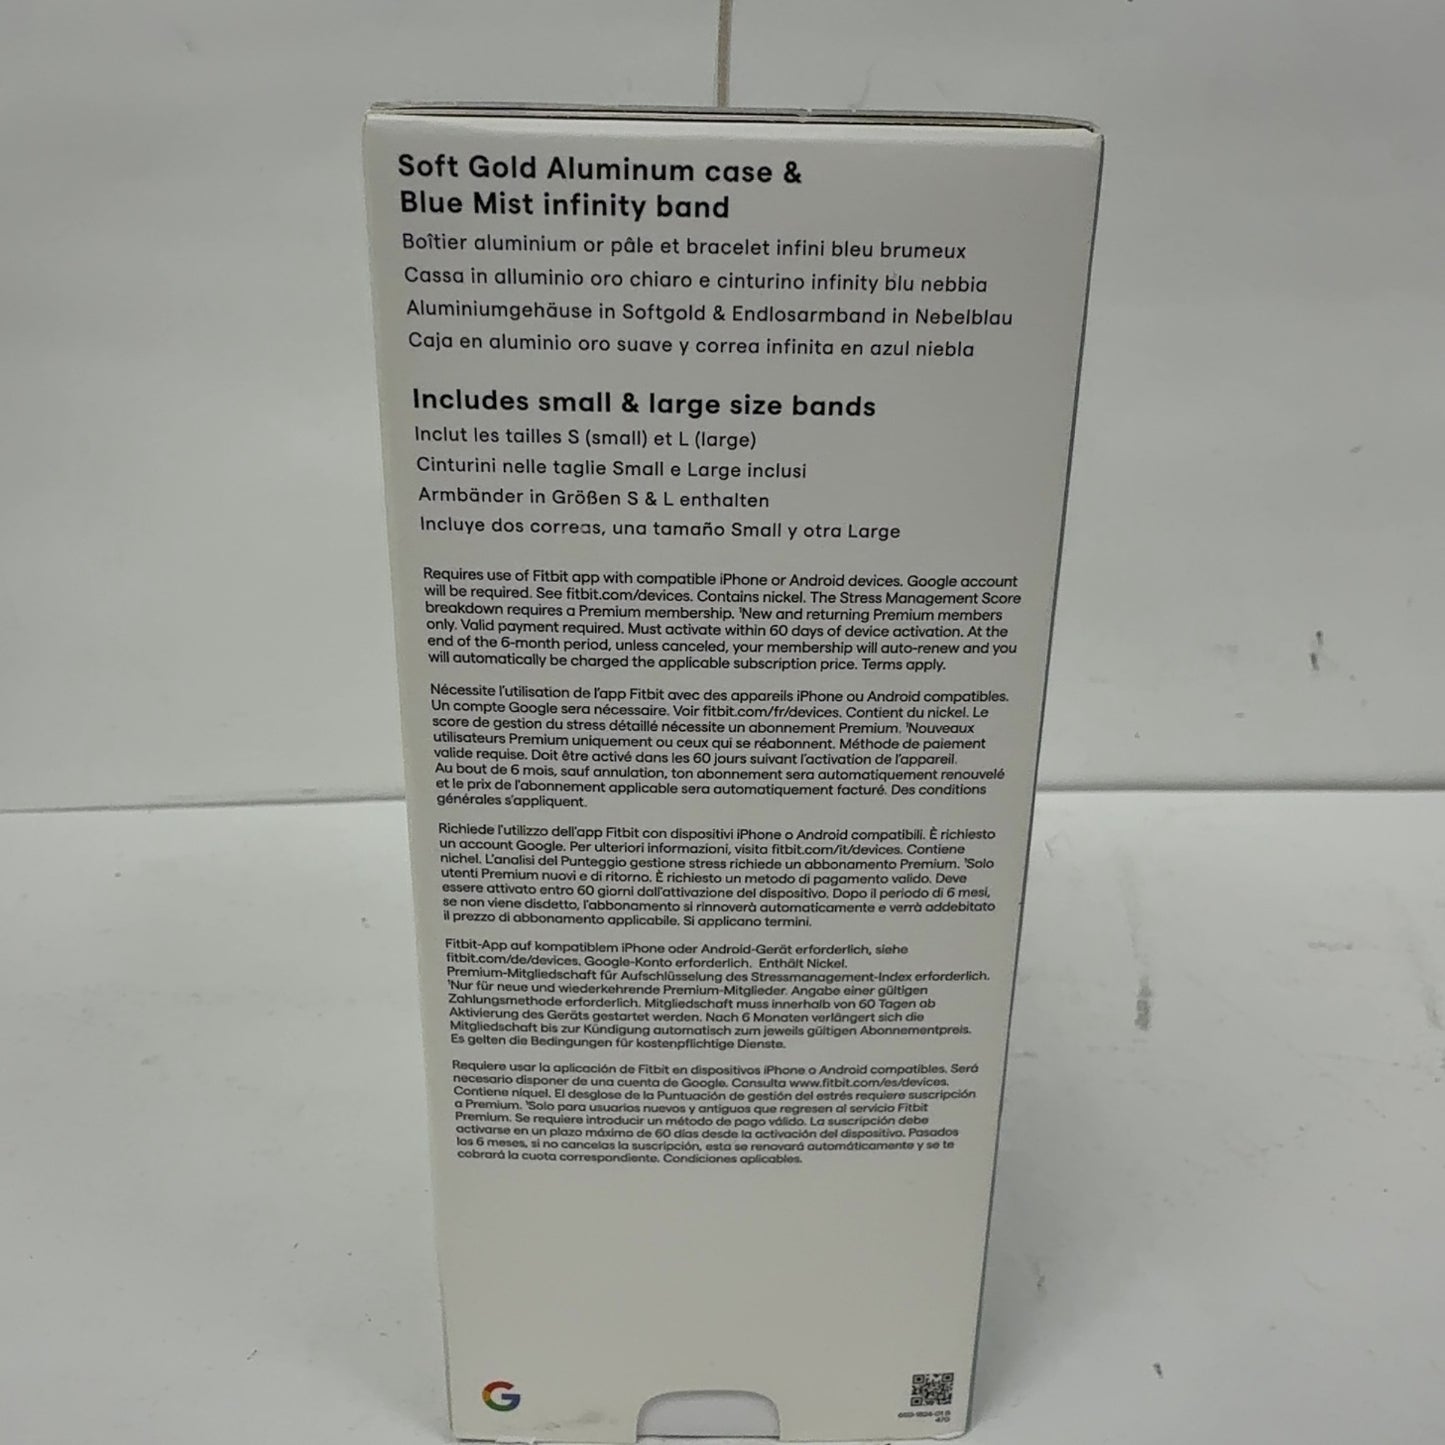 Soft Gold Aluminum case &
Blue Mist infinity band
Boîtier aluminium or pâle et bracelet infini bleu brumeux
Cassa in alluminio oro chiaro e cinturino infinity blu nebbia
Aluminiumgehäuse in Softgold & Endlosarmband in Nebelblau
Caja en aluminio oro suave y correa infinita en azul niebla
Includes small & large size bands
Inclut les tailles S (small) et L (large)
Cinturini nelle taglie Small e Large inclusi
Armbänder in Größen S & L enthalten
Incluye dos correas, una tamaño Small y otra Large
Requires use of Fitbit app with compatible iPhone or Android devices. Google account
will be required. See fitbit.com/devices. Contains nickel. The Stress Management Score
breakdown requires a Premium membership. ¹New and returning Premium members
only. Valid payment required. Must activate within 60 days of device activation. At the
end of the 6-month period, unless canceled, your membership will auto-renew and you
will automatically be charged the applicable subscription price. Terms apply.
Nécessite l'utilisation de l'app Fitbit avec des appareils iPhone ou Android compatibles.
Un compte Google sera nécessaire. Voir fitbit.com/fr/devices. Contient du nickel. Le
score de gestion du stress détaillé nécessite un abonnement Premium. ¹Nouveaux
utilisateurs Premium uniquement ou ceux qui se réabonnent. Méthode de paiement
valide requise. Doit être activé dans les 60 jours suivant l'activation de l'appareil.
Au bout de 6 mois, sauf annulation, ton abonnement sera automatiquement renouvelé
et le prix de l'abonnement applicable sera automatiquement facturé. Des conditions
générales s'appliquent.
Richiede l'utilizzo dell'app Fitbit con dispositivi iPhone o Android compatibili. È richiesto
un account Google. Per ulteriori informazioni, visita fitbit.com/it/devices. Contiene
nichel. L'analisi del Punteggio gestione stress richiede un abbonamento Premium. ¹Solo
utenti Premium nuovi e di ritorno. È richiesto un metodo di pagamento valido. Deve
essere attivato entro 60 giorni dall'attivazione del dispositivo. Dopo il periodo di 6 mesi,
se non viene disdetto, l'abbonamento si rinnoverà automaticamente e verrà addebitato
il prezzo di abbonamento applicabile. Si applicano termini.
Fitbit-App auf kompatiblem iPhone oder Android-Gerät erforderlich, siehe
fitbit.com/de/devices. Google-Konto erforderlich. Enthält Nickel.
Premium-Mitgliedschaft für Aufschlüsselung des Stressmanagement-Index erforderlich.
¹Nur für neue und wiederkehrende Premium-Mitglieder. Angabe einer gültigen
Zahlungsmethode erforderlich. Mitgliedschaft muss innerhalb von 60 Tagen ab
Aktivierung des Geräts gestartet werden. Nach 6 Monaten verlängert sich die
Mitgliedschaft bis zur Kündigung automatisch zum jeweils gültigen Abonnementpreis.
Es gelten die Bedingungen für kostenpflichtige Dienste.
Requiere usar la aplicación de Fitbit en dispositivos iPhone o Android compatibles. Será
necesario disponer de una cuenta de Google. Consulta www.fitbit.com/es/devices.
Contiene níquel. El desglose de la Puntuación de gestión del estrés requiere suscripción
a Premium. ¹Solo para usuarios nuevos y antiguos que regresen al servicio Fitbit
Premium. Se requiere introducir un método de pago válido. La suscripción debe
activarse en un plazo máximo de 60 días desde la activación del dispositivo. Pasados
los 6 meses, si no cancelas la suscripción, esta se renovará automáticamente y se te
cobrará la cuota correspondiente. Condiciones aplicables.
G